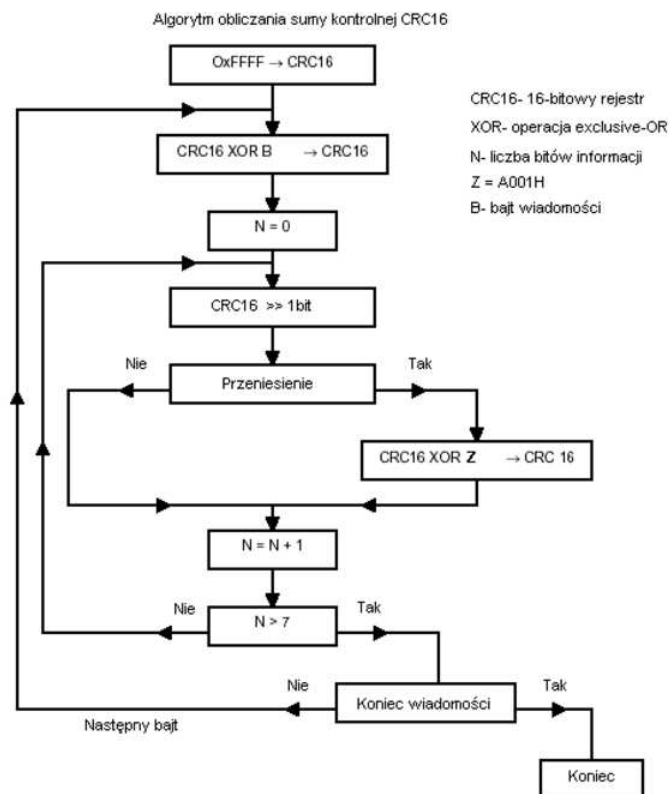 Algorytm obliczania sumy kontrolnej CRC16
OxFFFF → CRC16
CRC16- 16-bitowy rejestr
XOR- operacja exclusive-OR
N- liczba bitów informacji
Z = A001H
B- bajt wiadomości
CRC16 XOR B → CRC16
N = 0
CRC16 >> 1bit
Nie
Tak
Przeniesienie
CRC16 XOR Z → CRC 16
N = N + 1
Nie
Tak
N > 7
Nie
Tak
Koniec wiadomości
Następny bajt
Koniec